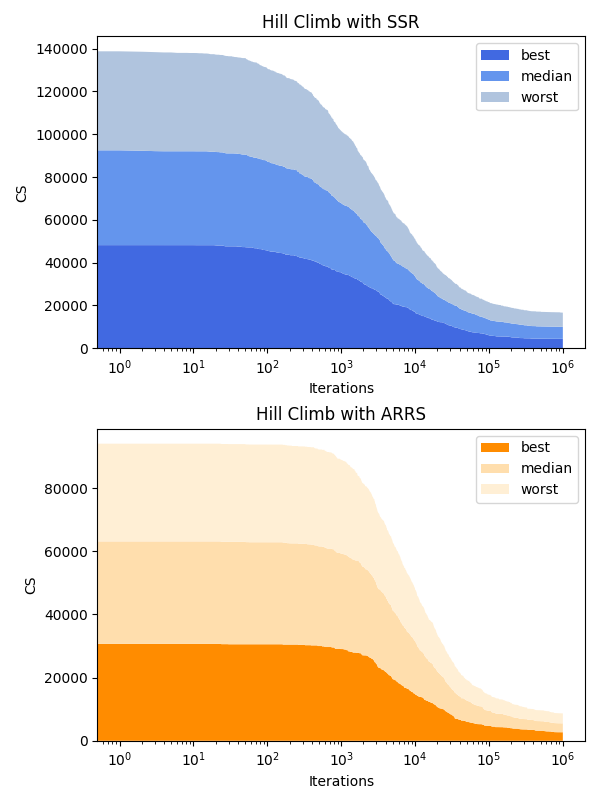 Hill Climb with SSR
140000
120000
100000
80000
60000
40000
20000
0
CS
best
median
worst
10⁰ 10¹ 10² 10³ 10⁴ 10⁵ 10⁶
Iterations
Hill Climb with ARRS
80000
60000
40000
20000
0
CS
best
median
worst
10⁰ 10¹ 10² 10³ 10⁴ 10⁵ 10⁶
Iterations